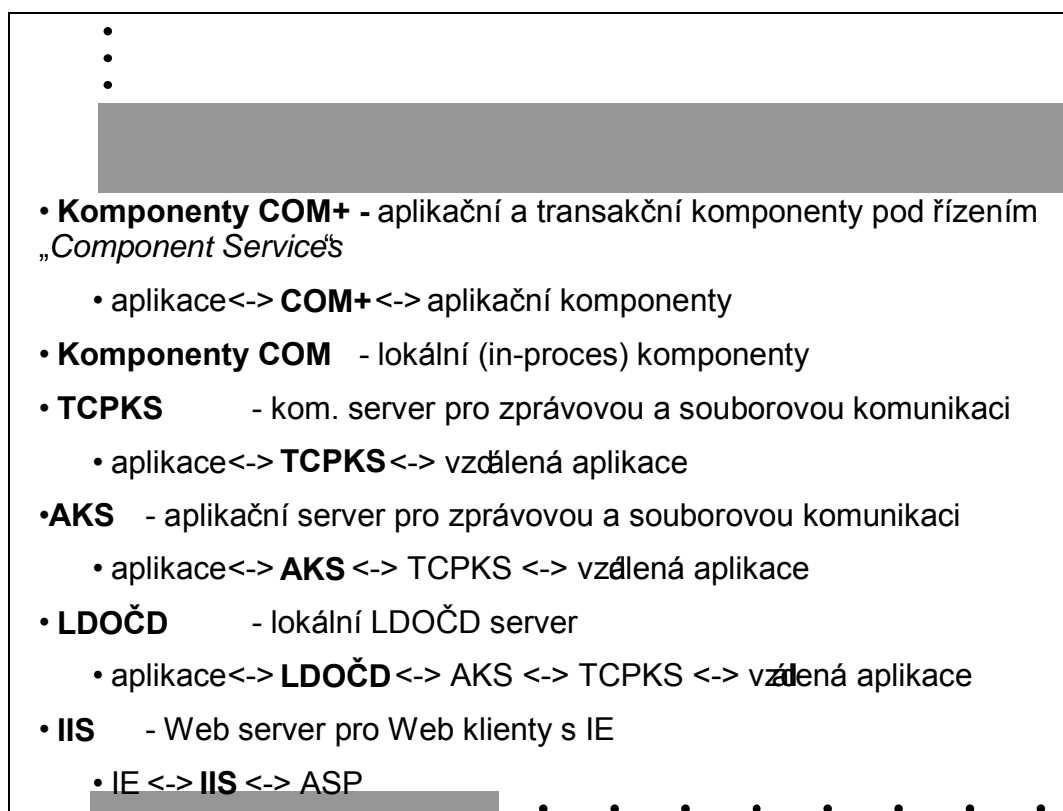 • Komponenty COM+ - aplikační a transakční komponenty pod řízením
„Component Services“
• aplikace<-> COM+<-> aplikační komponenty
• Komponenty COM - lokální (in-proces) komponenty
• TCPKS - kom. server pro zprávovou a souborovou komunikaci
• aplikace<-> TCPKS<-> vzdálená aplikace
•AKS - aplikační server pro zprávovou a souborovou komunikaci
• aplikace<-> AKS <-> TCPKS <-> vzdálená aplikace
• LDOČD - lokální LDOČD server
• aplikace<-> LDOČD<-> AKS <-> TCPKS <-> vzdálená aplikace
• IIS - Web server pro Web klienty s IE
• IE <-> IIS <-> ASP